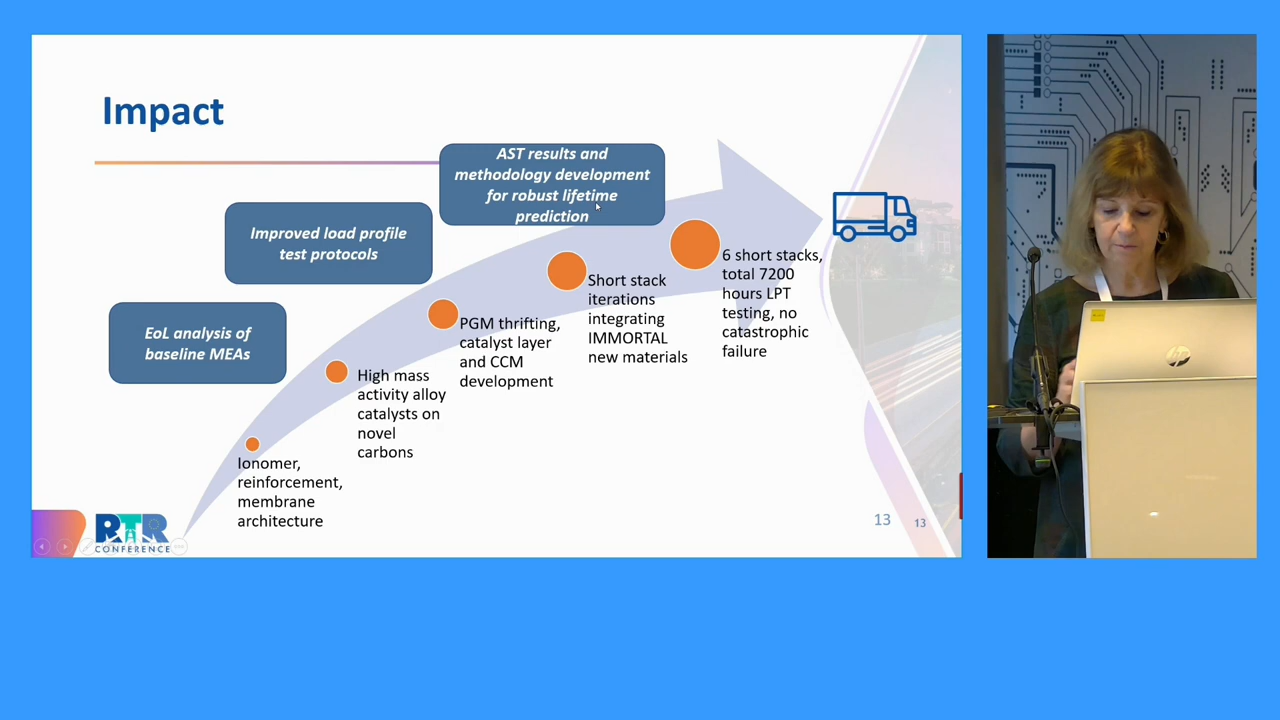 Impact
AST results and
methodology development
for robust lifetime
prediction
Improved load profile
test protocols
EoL analysis of
baseline MEAs
6 short stacks,
total 7200
hours LPT
testing, no
catastrophic
failure
Short stack
iterations
integrating
IMMORTAL
new materials
PGM thrifting,
catalyst layer
and CCM
development
High mass
activity alloy
catalysts on
novel
carbons
Ionomer,
reinforcement,
membrane
architecture
RTR
CONFERENCE
13
13
hp